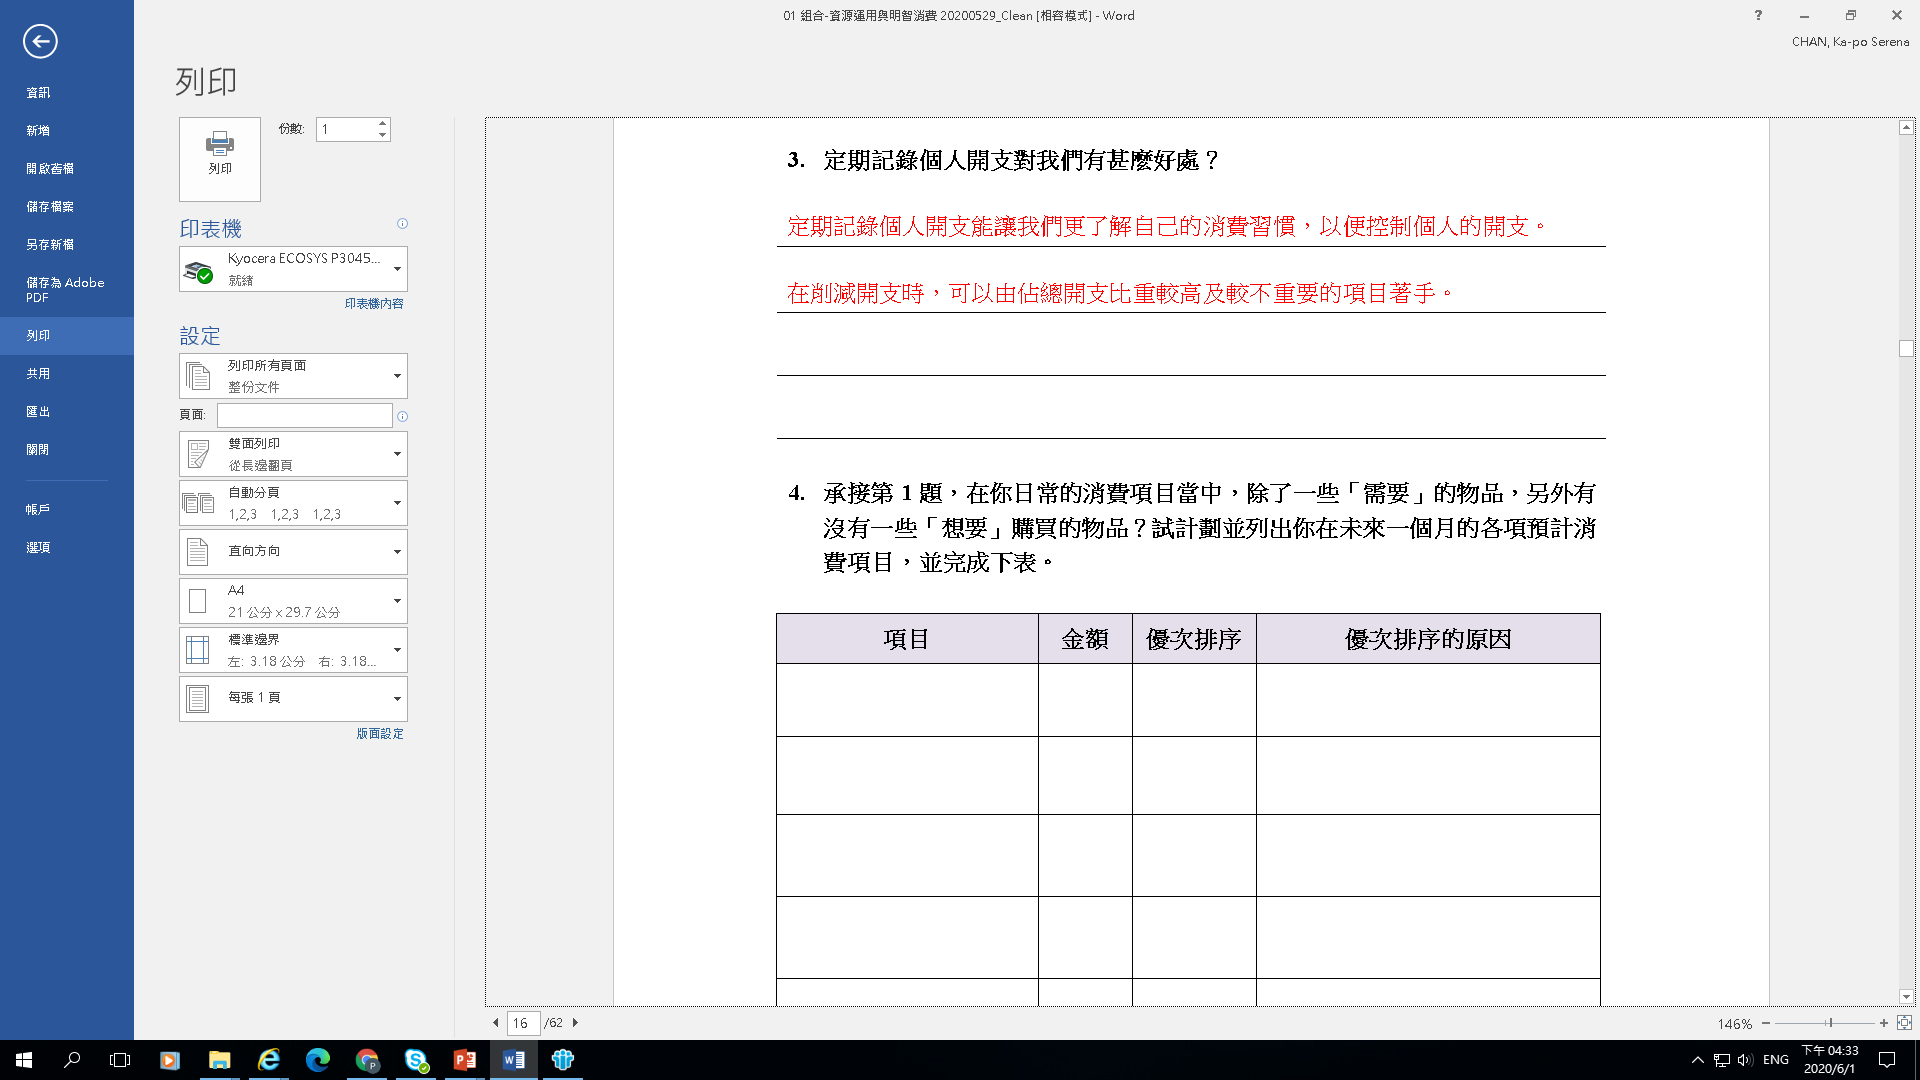 01 組合-資源運用與明智消費 20200529_Clean [相容模式] - Word
?
CHAN, Ka-po Serena
資訊
新增
開啟舊檔
儲存檔案
另存新檔
儲存為 Adobe
PDF
列印
共用
匯出
關閉
帳戶
選項
列印
列印
份數: 1
印表機
Kyocera ECOSYS P3045...
就緒
印表機內容
設定
列印所有頁面
整份文件
頁面:
雙面列印
從長邊翻頁
自動分頁
1,2,3 1,2,3 1,2,3
直向方向
A4
21 公分 x 29.7 公分
標準邊界
左: 3.18 公分 右: 3.18...
每張 1 頁
版面設定
3. 定期記錄個人開支對我們有甚麼好處？
定期記錄個人開支能讓我們更了解自己的消費習慣，以便控制個人的開支。
在削減開支時，可以由佔總開支比重較高及較不重要的項目著手。
4. 承接第 1 題，在你日常的消費項目當中，除了一些「需要」的物品，另外有
沒有一些「想要」購買的物品？試計劃並列出你在未來一個月的各項預計消
費項目，並完成下表。
項目 金額 優次排序 優次排序的原因
16 /62
146%
ENG
下午 04:33
2020/6/1